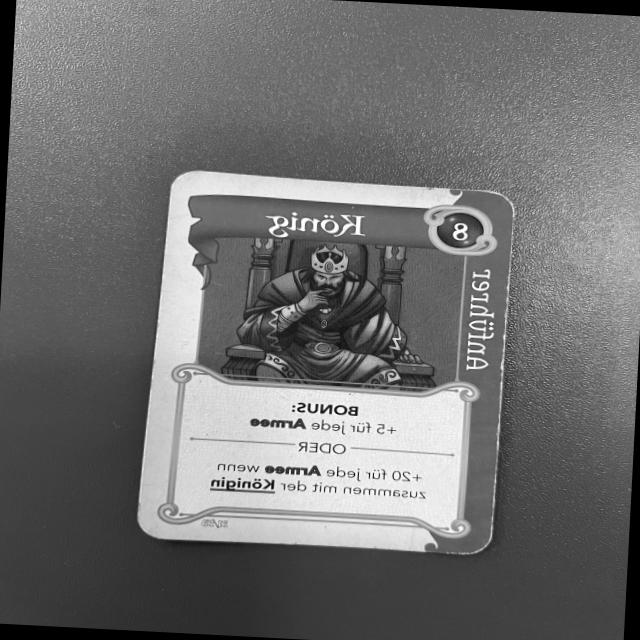 König
8
Anführer
BONUS:
+5 für jede Armee
ODER
+20 für jede Armee wenn
zusammen mit der Königin